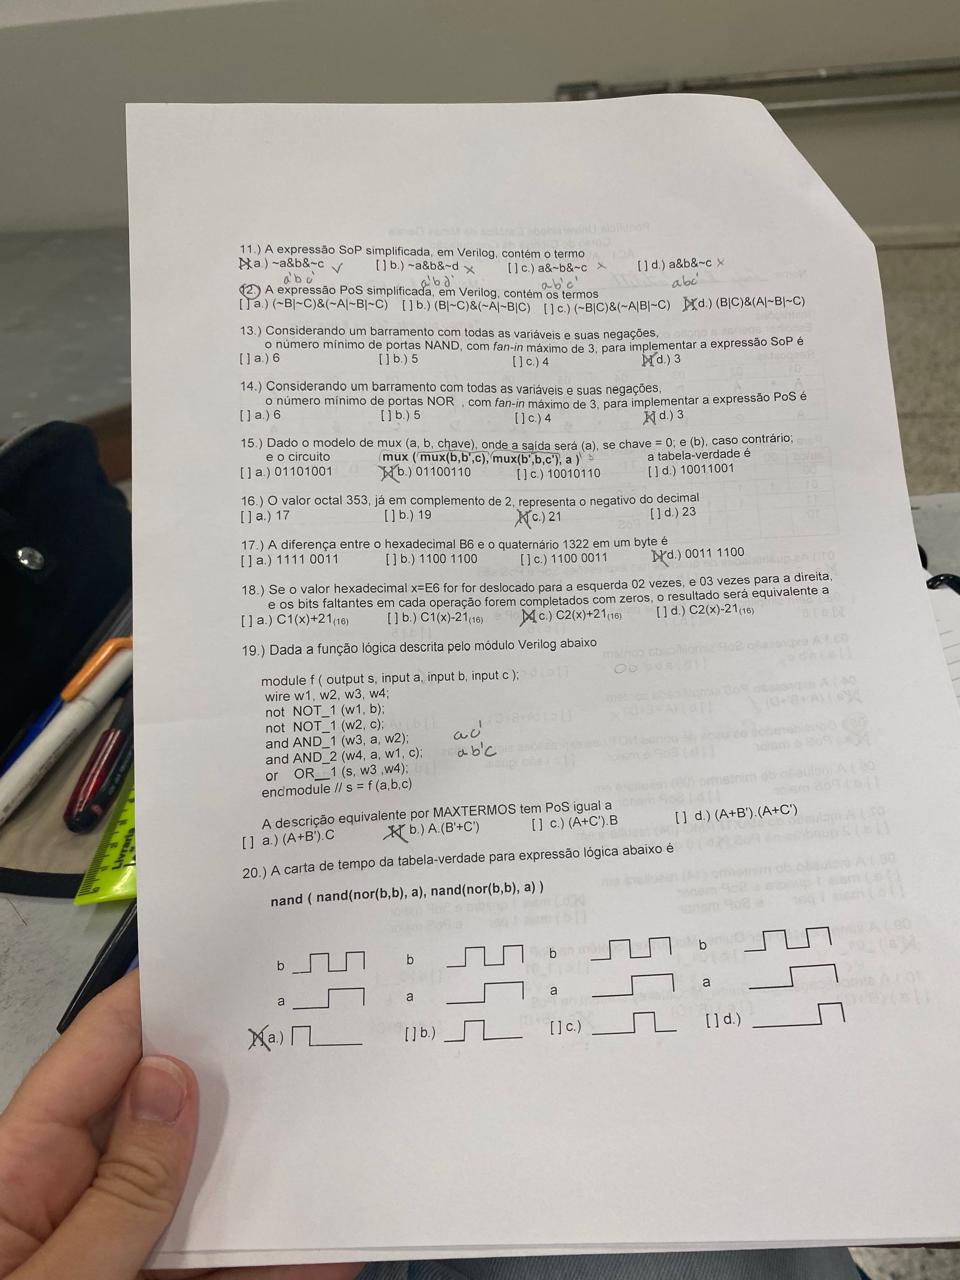 11.) A expressão SoP simplificada, em Verilog, contém o termo
[X] a.) ~a&b&~c ✓ [ ] b.) ~a&b&~d x [ ] c.) a&~b&~c x [ ] d.) a&b&~c x
a'bc' a'bd' ab'c' abc'
12.) A expressão PoS simplificada, em Verilog, contém os termos
[ ] a.) (~B|~C)&(~A|~B|~C) [ ] b.) (B|~C)&(~A|~B|C) [ ] c.) (~B|C)&(~A|B|~C) [X] d.) (B|C)&(A|~B|~C)
13.) Considerando um barramento com todas as variáveis e suas negações,
o número mínimo de portas NAND, com fan-in máximo de 3, para implementar a expressão SoP é
[ ] a.) 6 [ ] b.) 5 [ ] c.) 4 [X] d.) 3
14.) Considerando um barramento com todas as variáveis e suas negações,
o número mínimo de portas NOR , com fan-in máximo de 3, para implementar a expressão PoS é
[ ] a.) 6 [ ] b.) 5 [ ] c.) 4 [X] d.) 3
15.) Dado o modelo de mux (a, b, chave), onde a saída será (a), se chave = 0; e (b), caso contrário;
e o circuito mux ( mux(b,b',c), mux(b',b,c'), a ) a tabela-verdade é
[ ] a.) 01101001 [X] b.) 01100110 [ ] c.) 10010110 [ ] d.) 10011001
16.) O valor octal 353, já em complemento de 2, representa o negativo do decimal
[ ] a.) 17 [ ] b.) 19 [X] c.) 21 [ ] d.) 23
17.) A diferença entre o hexadecimal B6 e o quaternário 1322 em um byte é
[ ] a.) 1111 0011 [ ] b.) 1100 1100 [ ] c.) 1100 0011 [X] d.) 0011 1100
18.) Se o valor hexadecimal x=E6 for for deslocado para a esquerda 02 vezes, e 03 vezes para a direita,
e os bits faltantes em cada operação forem completados com zeros, o resultado será equivalente a
[ ] a.) C1(x)+21(16) [ ] b.) C1(x)-21(16) [X] c.) C2(x)+21(16) [ ] d.) C2(x)-21(16)
19.) Dada a função lógica descrita pelo módulo Verilog abaixo
module f ( output s, input a, input b, input c );
wire w1, w2, w3, w4;
not NOT_1 (w1, b);
not NOT_1 (w2, c);
and AND_1 (w3, a, w2); ac'
and AND_2 (w4, a, w1, c); ab'c
or OR__1 (s, w3 ,w4);
endmodule // s = f (a,b,c)
A descrição equivalente por MAXTERMOS tem PoS igual a
[ ] a.) (A+B').C [X] b.) A.(B'+C') [ ] c.) (A+C').B [ ] d.) (A+B').(A+C')
20.) A carta de tempo da tabela-verdade para expressão lógica abaixo é
nand ( nand(nor(b,b), a), nand(nor(b,b), a) )
b b b b
a a a a
[X] a.) [ ] b.) [ ] c.) [ ] d.)